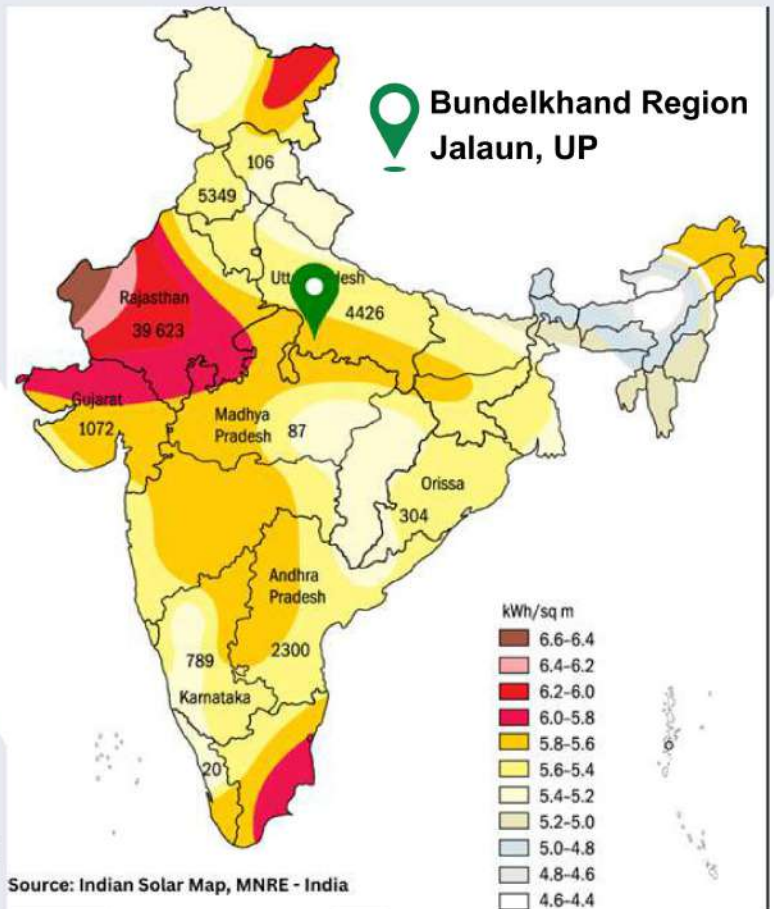 Bundelkhand Region
Jalaun, UP
106
5349
Rajasthan
39 623
4426
Gujarat
1072
Madhya
Pradesh
87
Orissa
304
Andhra
Pradesh
2300
789
Karnataka
20
kWh/sq m
6.6-6.4
6.4-6.2
6.2-6.0
6.0-5.8
5.8-5.6
5.6-5.4
5.4-5.2
5.2-5.0
5.0-4.8
4.8-4.6
4.6-4.4
Source: Indian Solar Map, MNRE - India